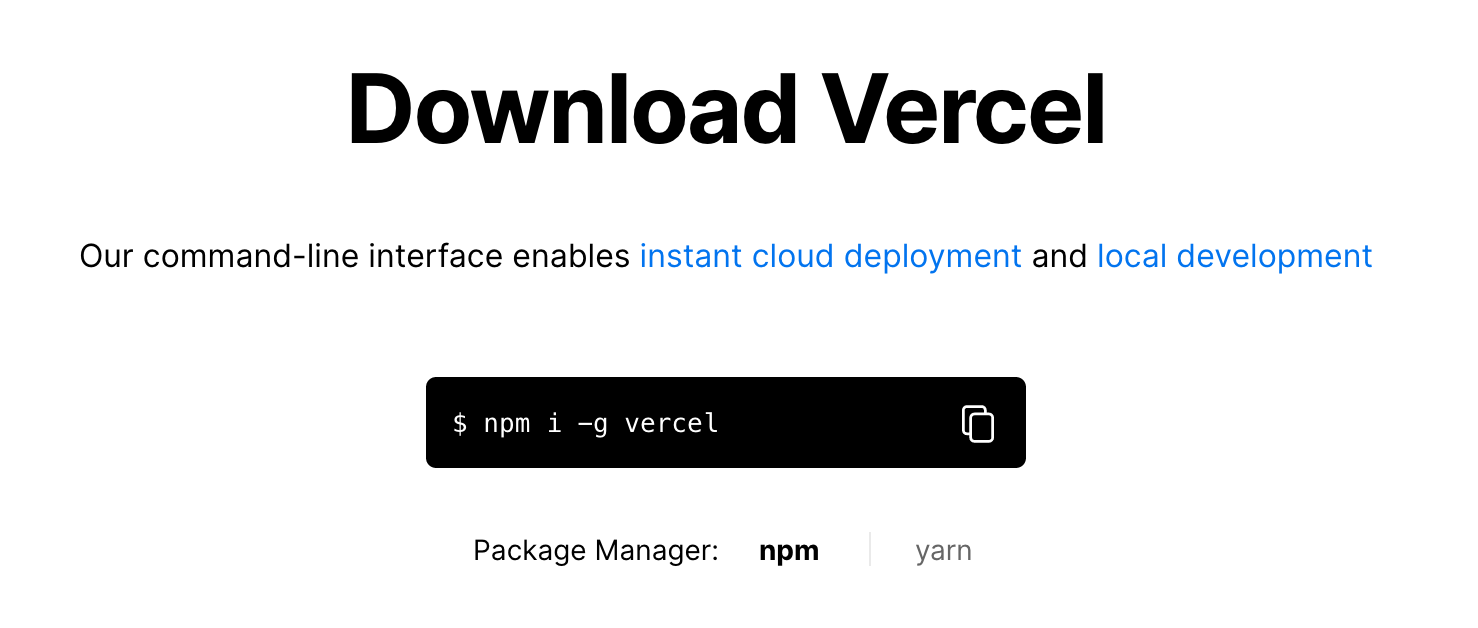 Download Vercel
Our command-line interface enables instant cloud deployment and local development
$ npm i -g vercel
Package Manager: npm yarn